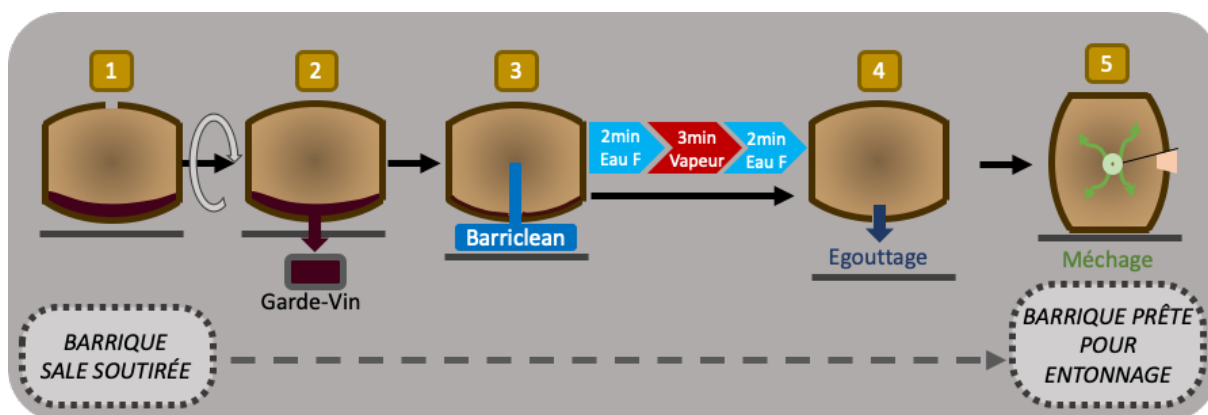 1
2
3
4
5
2min
Eau F
3min
Vapeur
2min
Eau F
Barriclean
Egouttage
Méchage
Garde-Vin
BARRIQUE
SALE SOUTIRÉE
BARRIQUE PRÊTE
POUR
ENTONNAGE